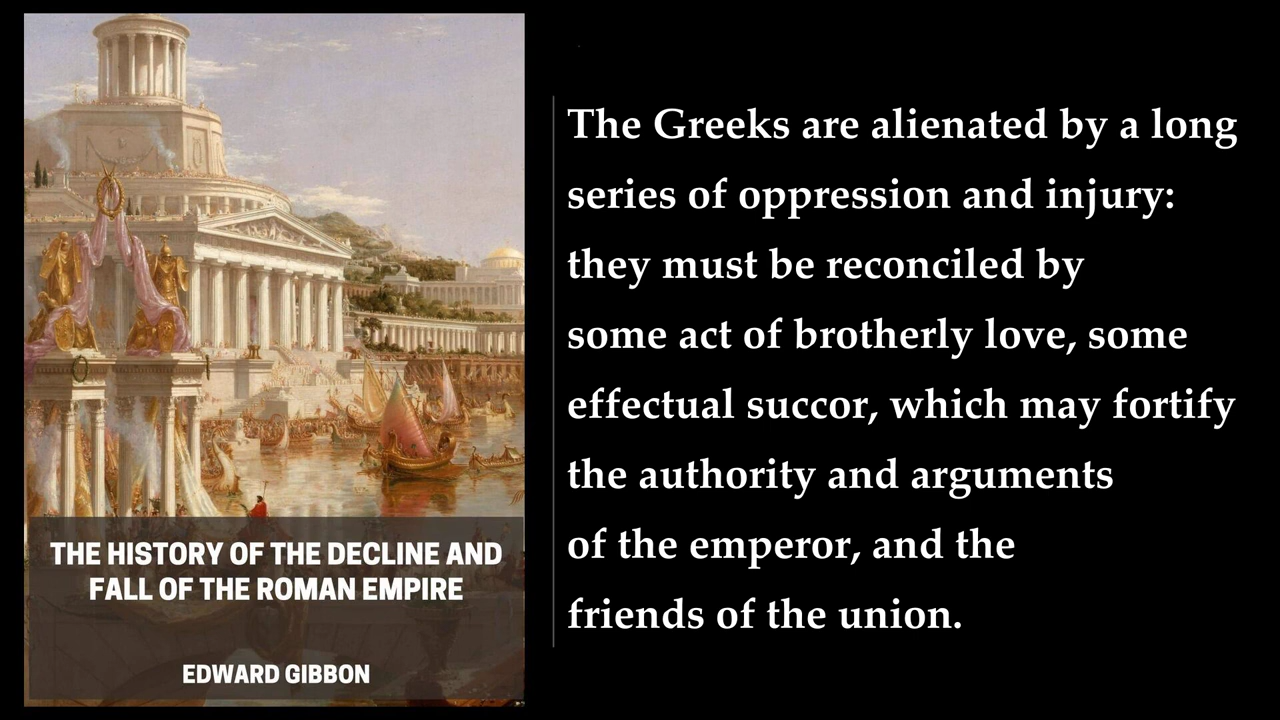 THE HISTORY OF THE DECLINE AND
FALL OF THE ROMAN EMPIRE
EDWARD GIBBON
The Greeks are alienated by a long
series of oppression and injury:
they must be reconciled by
some act of brotherly love, some
effectual succor, which may fortify
the authority and arguments
of the emperor, and the
friends of the union.